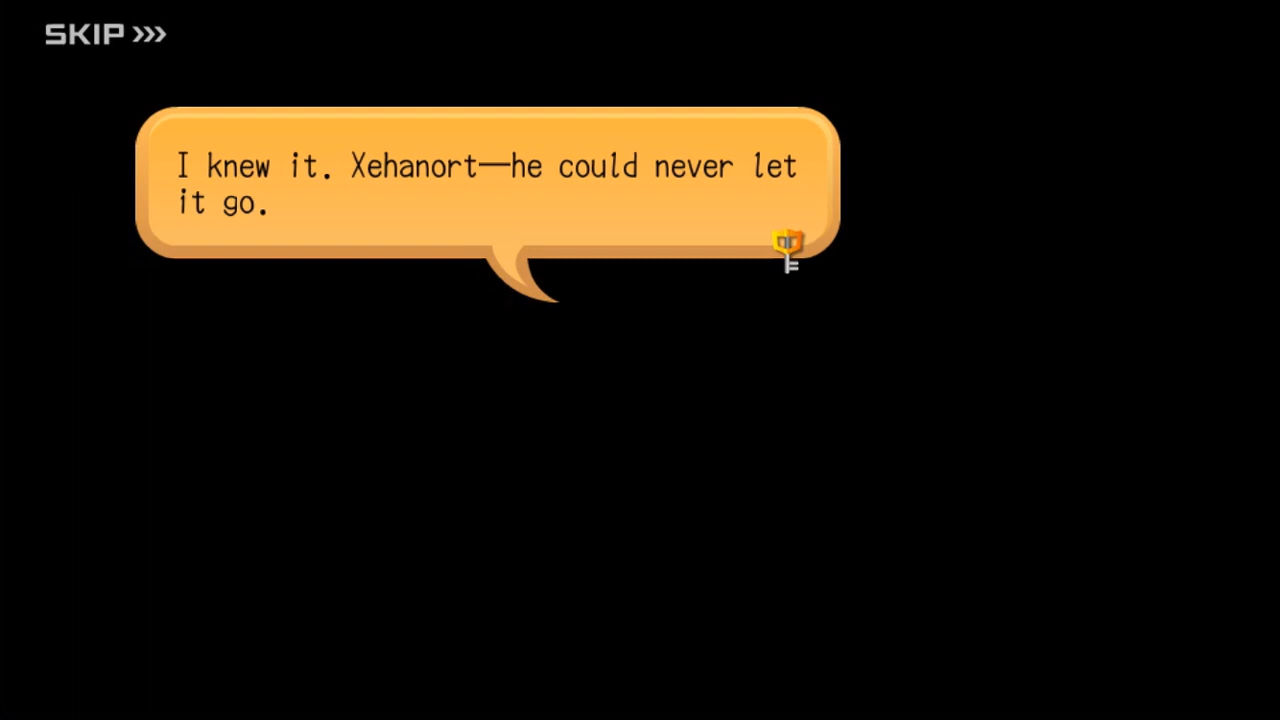 SKIP »›
I knew it. Xehanort—he could never let
it go.